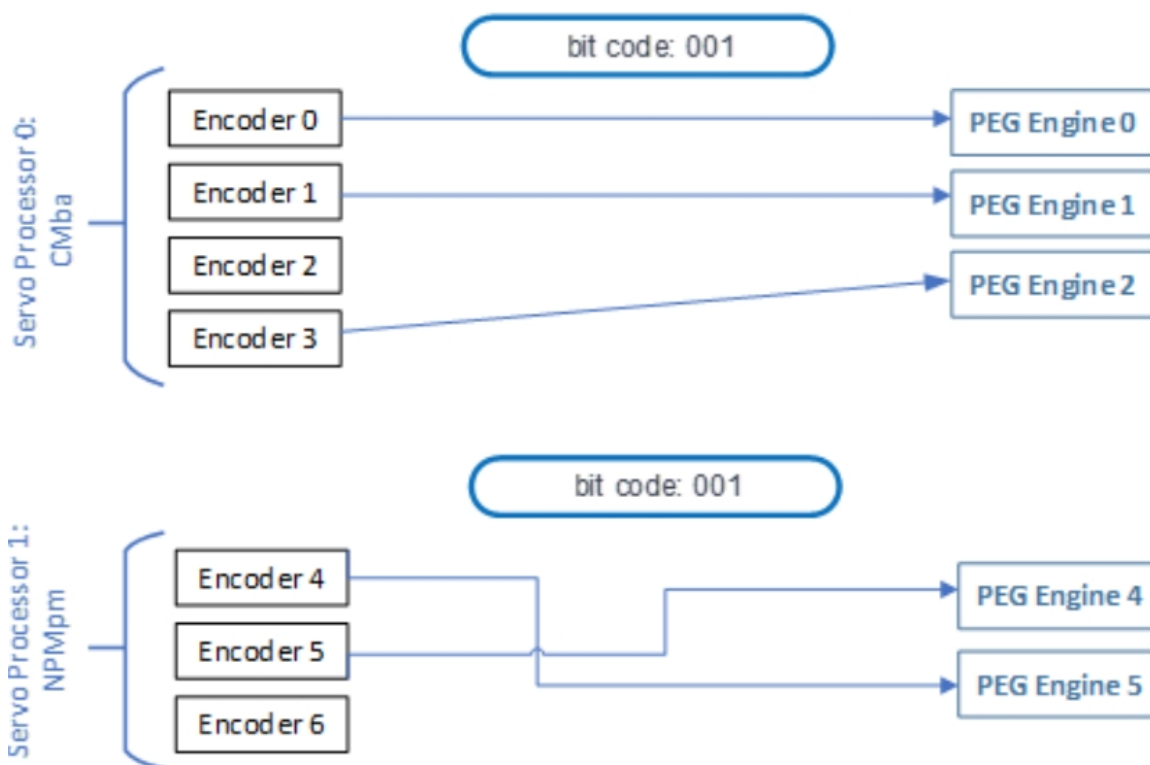 bit code: 001
Servo Processor 0:
CMba
Encoder 0
Encoder 1
Encoder 2
Encoder 3
PEG Engine 0
PEG Engine 1
PEG Engine 2
bit code: 001
Servo Processor 1:
NPMpm
Encoder 4
Encoder 5
Encoder 6
PEG Engine 4
PEG Engine 5